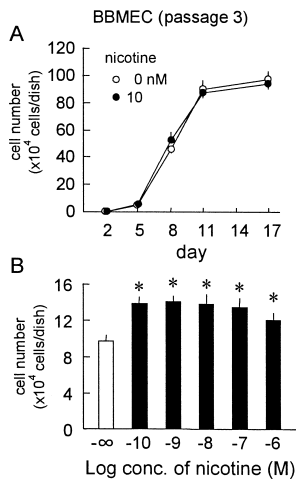 BBMEC (passage 3)
A
nicotine
0 nM
10
cell number
(x10⁴ cells/dish)
120
100
80
60
40
20
0
2 5 8 11 14 17
day
B
cell number
(x10⁴ cells/dish)
16
12
8
4
0
* * * * *
-∞ -10 -9 -8 -7 -6
Log conc. of nicotine (M)